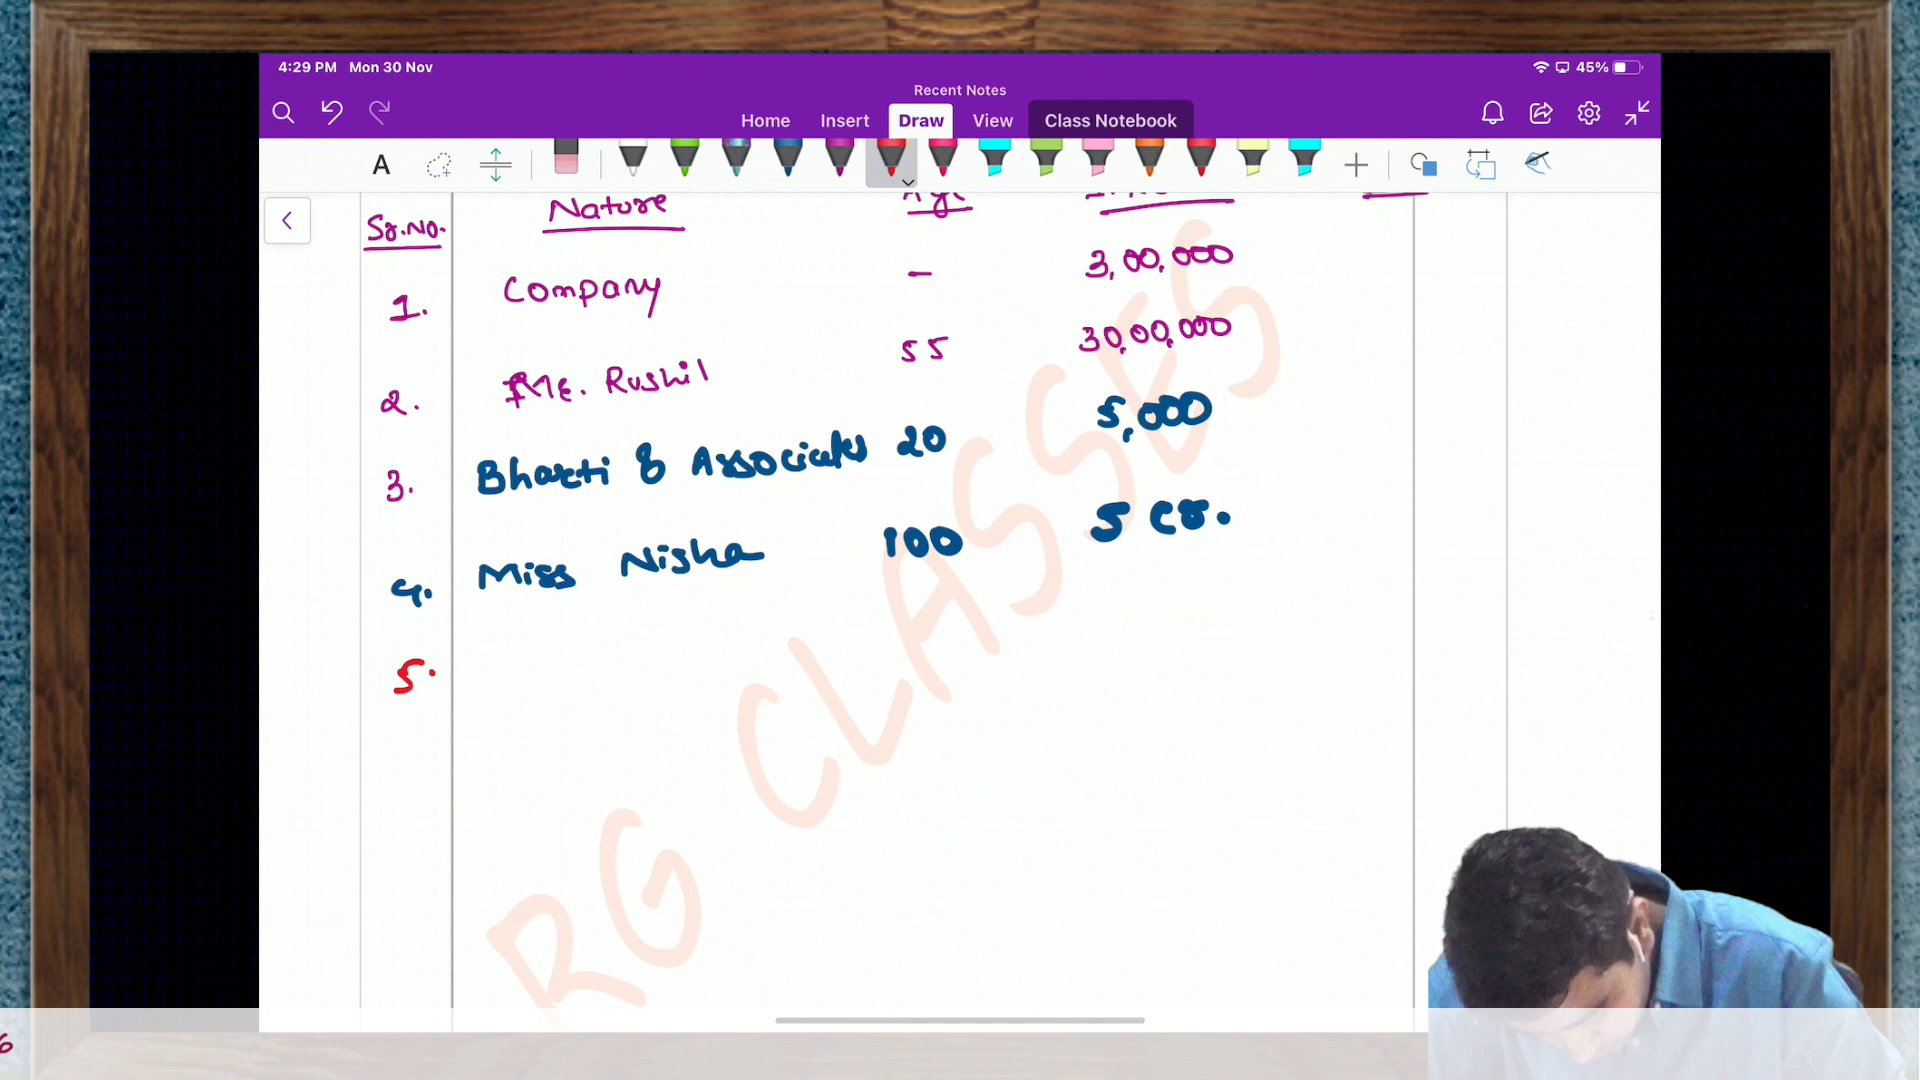 4:29 PM Mon 30 Nov 45%
Recent Notes
Home Insert Draw View Class Notebook
A
Sr.No. Nature Age
1. Company - 3,00,000
2. Mr. Rushil 55 30,00,000
3. Bharti & Associates 20 5,000
4. Miss Nisha 100 5 Cr.
5.
RG CLASSES
6